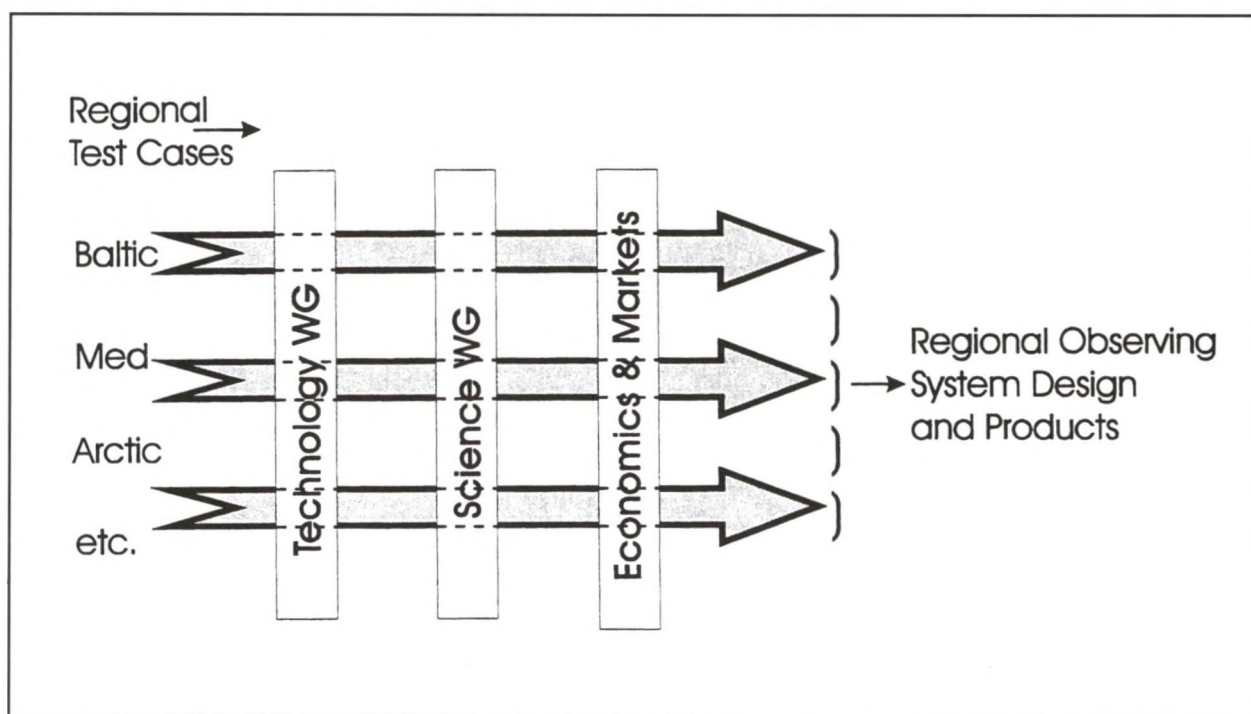 Regional
Test Cases
Baltic
Med
Arctic
etc.
Technology WG
Science WG
Economics & Markets
Regional Observing
System Design
and Products